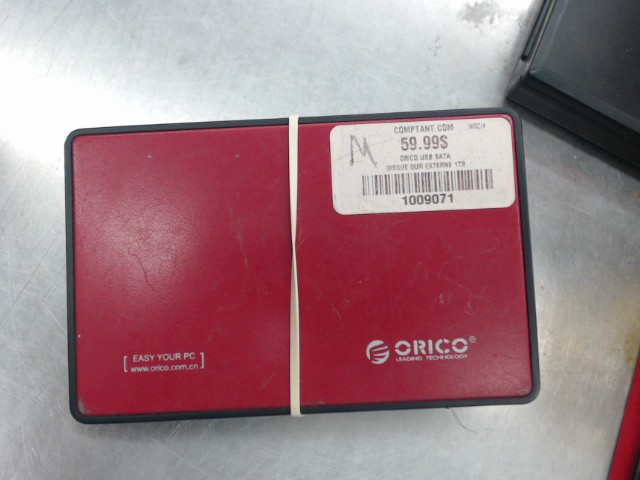 M
COMPTANT.COM
59.99$
ORICO USB SATA
DISQUE DUR EXTERNE 1TB
1009071
[ EASY YOUR PC ]
www.orico.com.cn
ORICO®
LEADING TECHNOLOGY